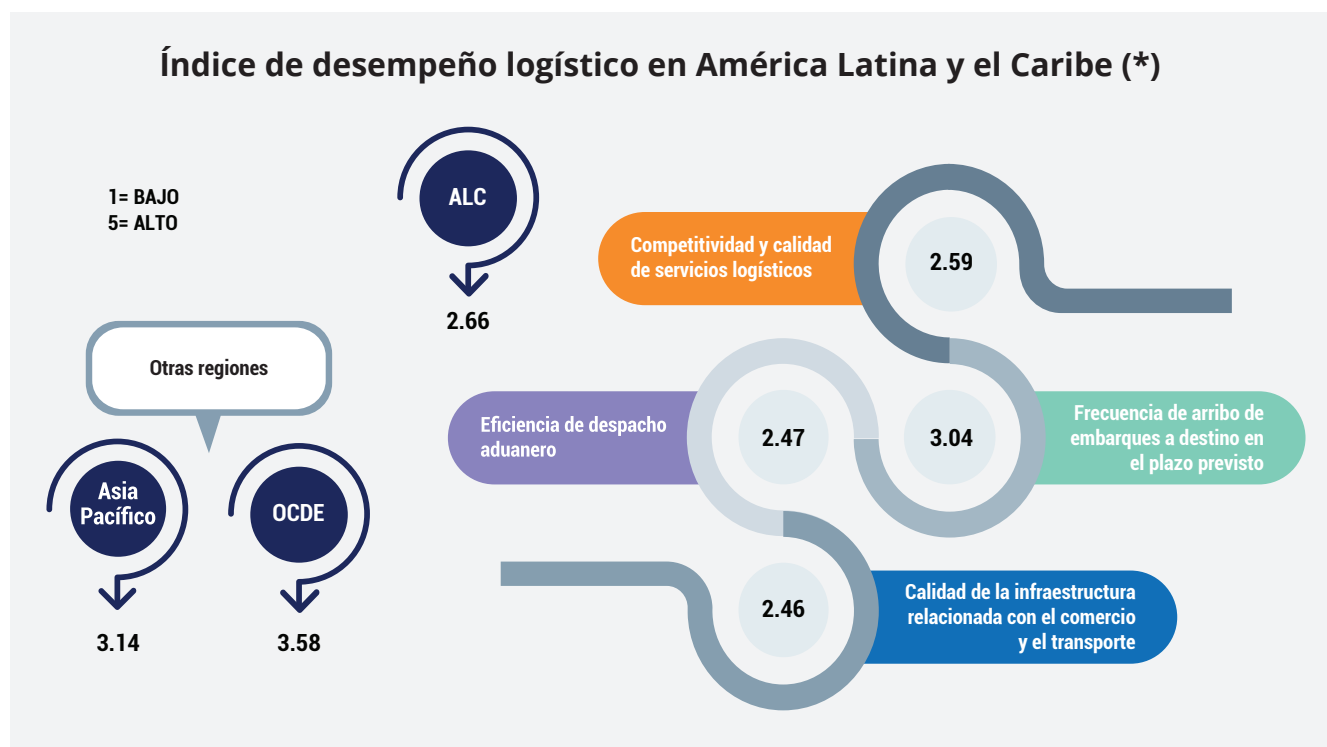 Índice de desempeño logístico en América Latina y el Caribe (*)
1= BAJO
5= ALTO
ALC
2.66
Otras regiones
Asia
Pacífico
3.14
OCDE
3.58
Competitividad y calidad
de servicios logísticos
2.59
Eficiencia de despacho
aduanero
2.47
3.04
Frecuencia de arribo de
embarques a destino en
el plazo previsto
2.46
Calidad de la infraestructura
relacionada con el comercio
y el transporte